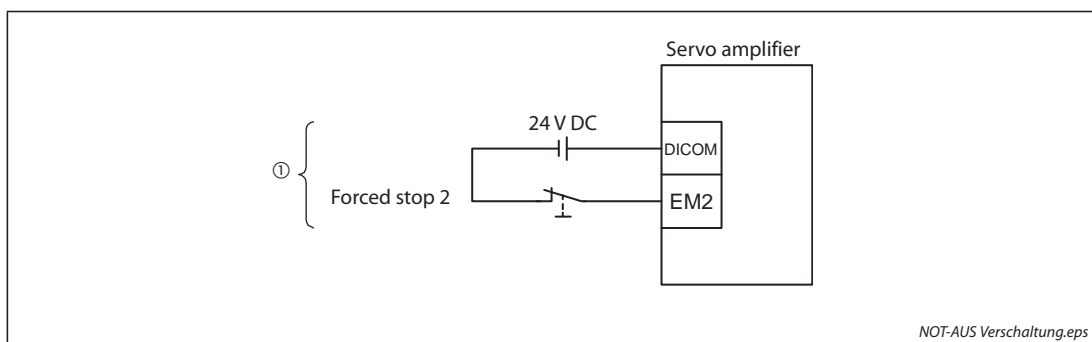 Servo amplifier
24 V DC
DICOM
①
Forced stop 2
EM2
NOT-AUS Verschaltung.eps